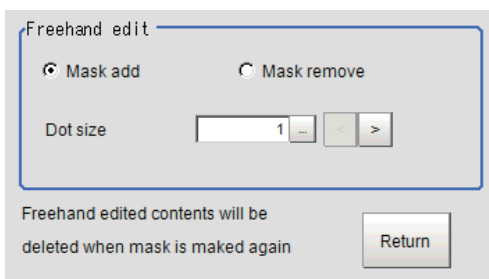 Freehand edit
Mask add Mask remove
Dot size 1 ... < >
Freehand edited contents will be
deleted when mask is maked again
Return